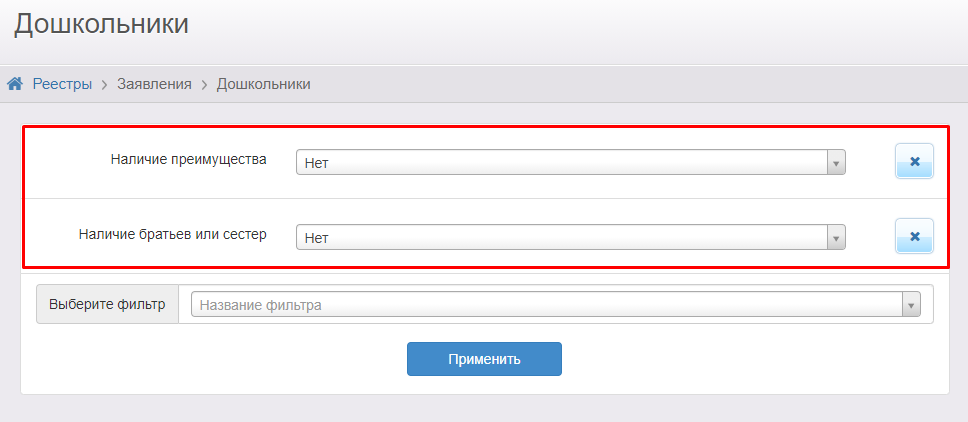 Дошкольники
Реестры > Заявления > Дошкольники
Наличие преимущества Нет
Наличие братьев или сестер Нет
Выберите фильтр Название фильтра
Применить